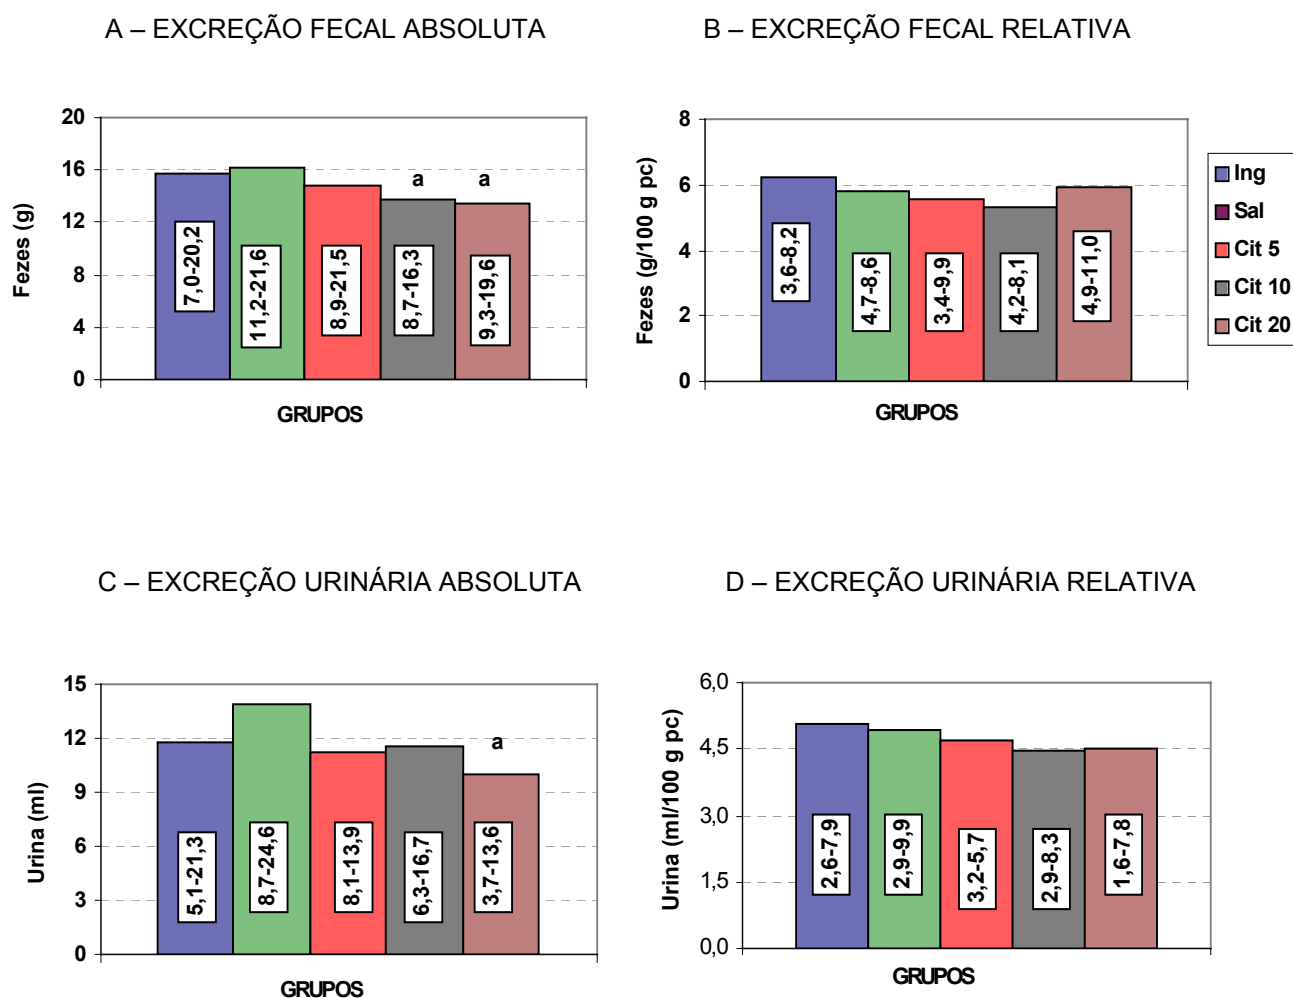 A – EXCREÇÃO FECAL ABSOLUTA
Fezes (g)
20
16
12
8
4
0
a
a
7,0-20,2
11,2-21,6
8,9-21,5
8,7-16,3
9,3-19,6
GRUPOS
B – EXCREÇÃO FECAL RELATIVA
Fezes (g/100 g pc)
8
6
4
2
0
3,6-8,2
4,7-8,6
3,4-9,9
4,2-8,1
4,9-11,0
GRUPOS
Ing
Sal
Cit 5
Cit 10
Cit 20
C – EXCREÇÃO URINÁRIA ABSOLUTA
Urina (ml)
15
12
9
6
3
0
a
5,1-21,3
8,7-24,6
8,1-13,9
6,3-16,7
3,7-13,6
GRUPOS
D – EXCREÇÃO URINÁRIA RELATIVA
Urina (ml/100 g pc)
6,0
4,5
3,0
1,5
0,0
2,6-7,9
2,9-9,9
3,2-5,7
2,9-8,3
1,6-7,8
GRUPOS